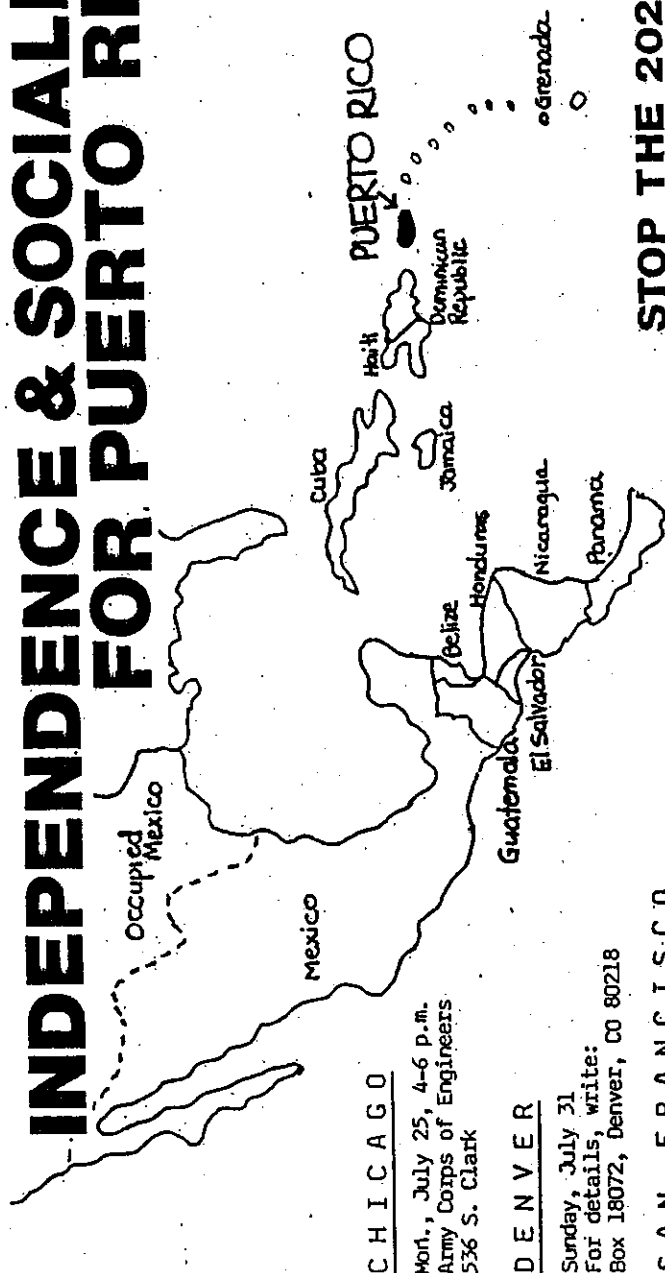 INDEPENDENCE & SOCIALI
FOR PUERTO RI
Occupied
Mexico
Mexico
Cuba
Haiti
Dominican
Republic
PUERTO RICO
Jamaica
Grenada
Belize
Honduras
Guatemala
El Salvador
Nicaragua
Panama
CHICAGO
Mon., July 25, 4-6 p.m.
Army Corps of Engineers
536 S. Clark
DENVER
Sunday, July 31
For details, write:
Box 18072, Denver, CO 80218
SAN FRANCISCO
STOP THE 202